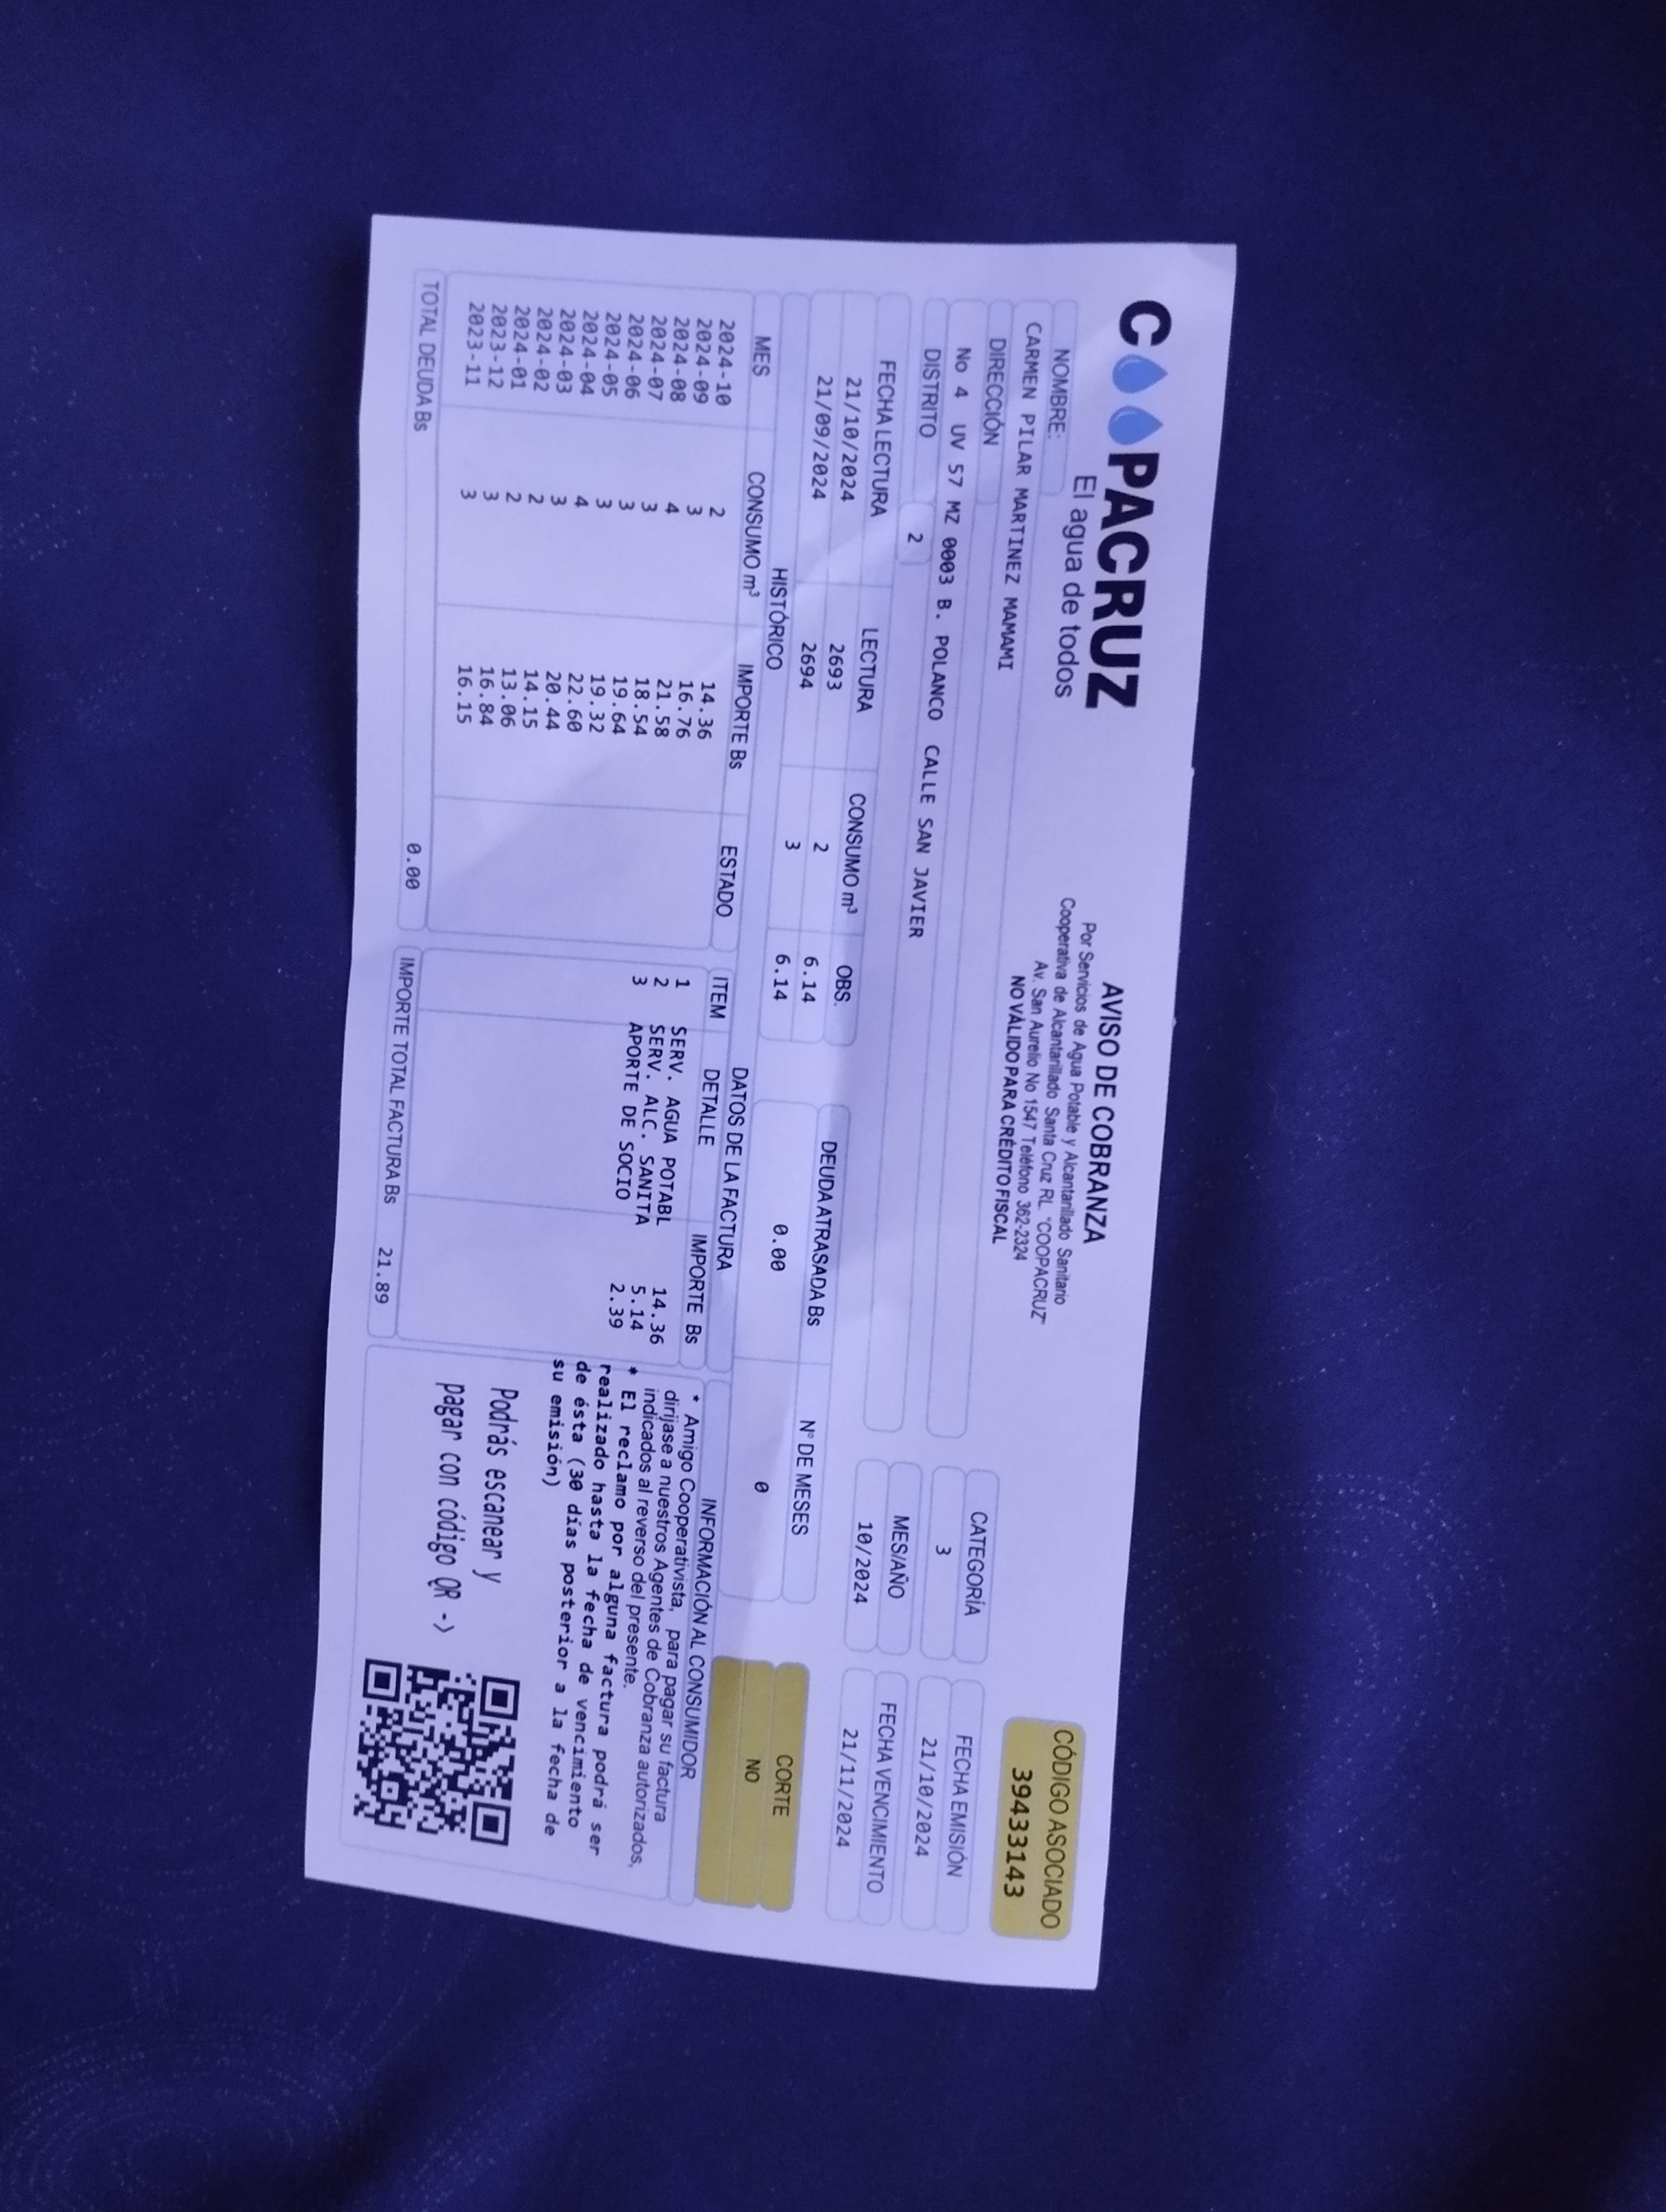 COOPACRUZ
El agua de todos
AVISO DE COBRANZA
Por Servicios de Agua Potable y Alcantarillado Sanitario
Cooperativa de Alcantarillado Santa Cruz RL. "COOPACRUZ"
Av. San Aurelio No 1547 Teléfono 362-2324
NO VÁLIDO PARA CRÉDITO FISCAL
CÓDIGO ASOCIADO
39433143
NOMBRE:
CARMEN PILAR MARTINEZ MAMAMI
DIRECCIÓN
No 4 UV 57 MZ 0003 B. POLANCO CALLE SAN JAVIER
DISTRITO 2
CATEGORÍA
3
FECHA EMISIÓN
21/10/2024
MES/AÑO
10/2024
FECHA VENCIMIENTO
21/11/2024
FECHA LECTURA LECTURA CONSUMO m³ OBS.
21/10/2024 2693 2 6.14
21/09/2024 2694 3 6.14
DEUDA ATRASADA Bs N° DE MESES
0.00 0
CORTE
NO
HISTÓRICO
MES CONSUMO m³ IMPORTE Bs ESTADO
2024-10 2 14.36
2024-09 3 16.76
2024-08 4 21.58
2024-07 3 18.54
2024-06 3 19.64
2024-05 3 19.32
2024-04 4 22.60
2024-03 3 20.44
2024-02 2 14.15
2024-01 2 13.06
2023-12 3 16.84
2023-11 3 16.15
TOTAL DEUDA Bs 0.00
DATOS DE LA FACTURA
ITEM DETALLE IMPORTE Bs
1 SERV. AGUA POTABL 14.36
2 SERV. ALC. SANITA 5.14
3 APORTE DE SOCIO 2.39
IMPORTE TOTAL FACTURA Bs 21.89
INFORMACIÓN AL CONSUMIDOR
* Amigo Cooperativista, para pagar su factura
dirijase a nuestros Agentes de Cobranza autorizados,
indicados al reverso del presente.
* El reclamo por alguna factura podrá ser
realizado hasta la fecha de vencimiento
de ésta (30 días posterior a la fecha de
su emisión)
Podrás escanear y
pagar con código QR ->